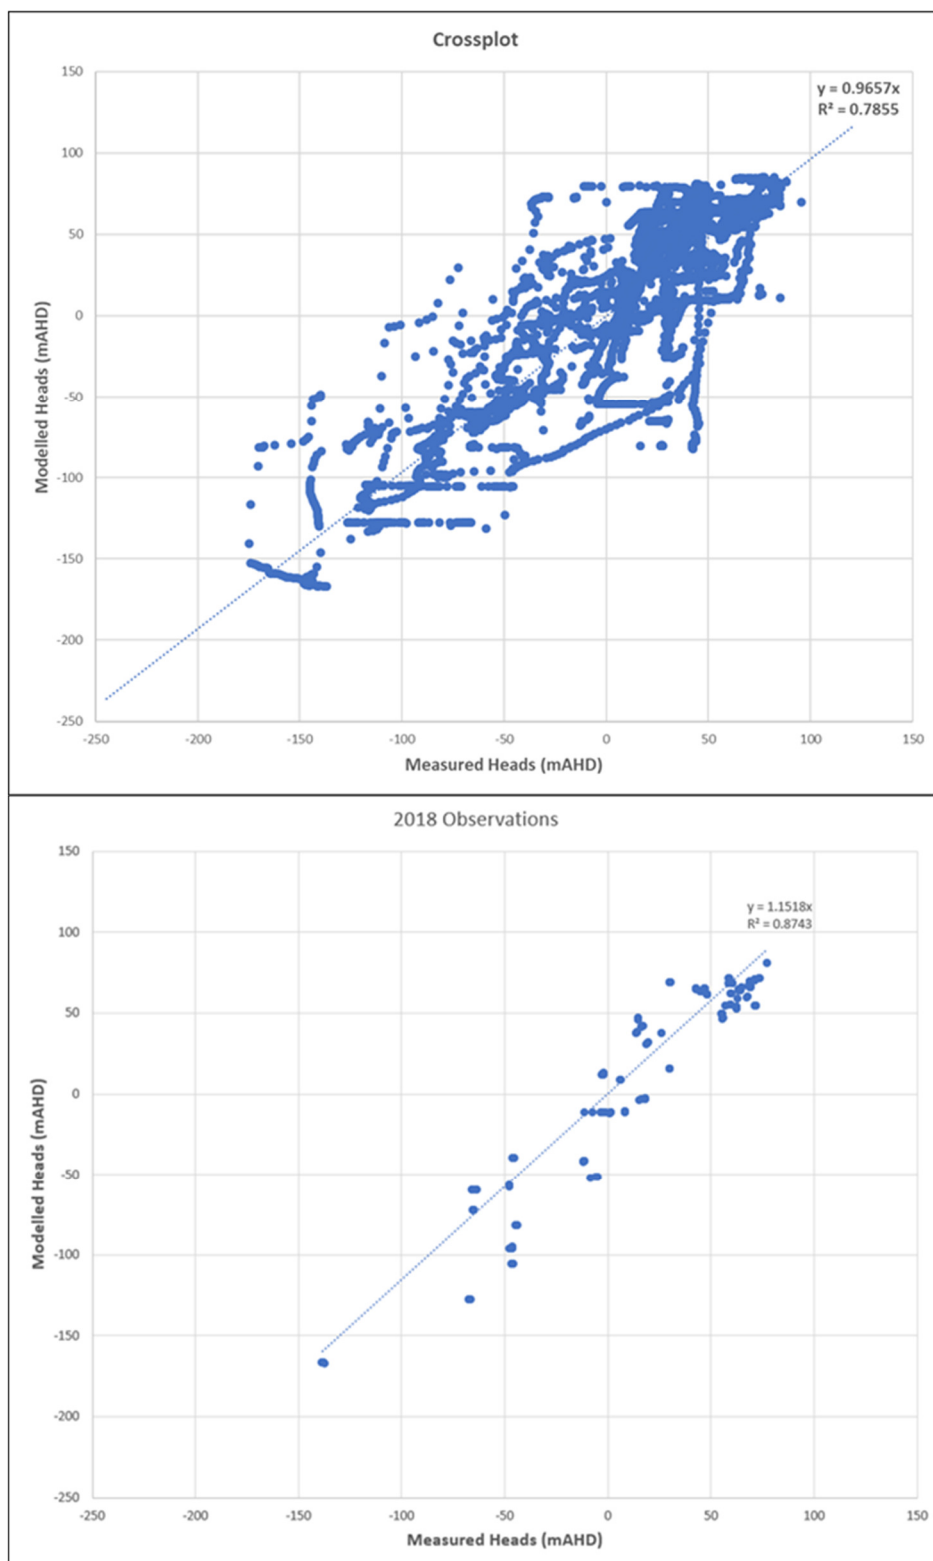 Crossplot
y = 0.9657x
R² = 0.7855
150
100
50
0
-50
-100
-150
-200
-250
Modelled Heads (mAHD)
-250 -200 -150 -100 -50 0 50 100 150
Measured Heads (mAHD)
2018 Observations
y = 1.1518x
R² = 0.8743
150
100
50
0
-50
-100
-150
-200
-250
Modelled Heads (mAHD)
-250 -200 -150 -100 -50 0 50 100 150
Measured Heads (mAHD)